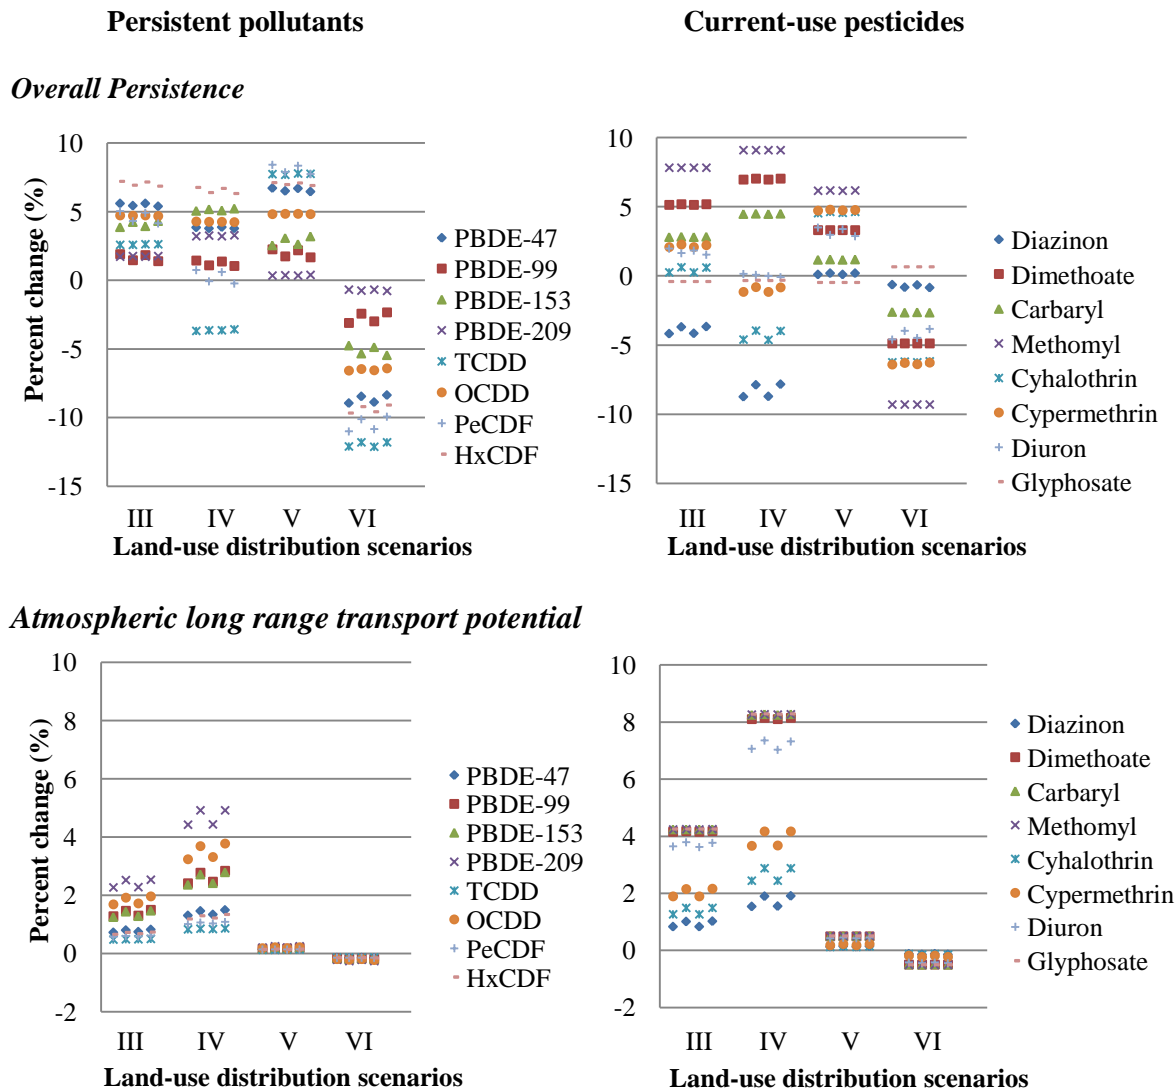 Persistent pollutants
Current-use pesticides
Overall Persistence
Percent change (%)
10
5
0
-5
-10
-15
III IV V VI
Land-use distribution scenarios
PBDE-47
PBDE-99
PBDE-153
PBDE-209
TCDD
OCDD
PeCDF
HxCDF
10
5
0
-5
-10
-15
III IV V VI
Land-use distribution scenarios
Diazinon
Dimethoate
Carbaryl
Methomyl
Cyhalothrin
Cypermethrin
Diuron
Glyphosate
Atmospheric long range transport potential
Percent change (%)
10
8
6
4
2
0
-2
III IV V VI
Land-use distribution scenarios
PBDE-47
PBDE-99
PBDE-153
PBDE-209
TCDD
OCDD
PeCDF
HxCDF
10
8
6
4
2
0
-2
III IV V VI
Land-use distribution scenarios
Diazinon
Dimethoate
Carbaryl
Methomyl
Cyhalothrin
Cypermethrin
Diuron
Glyphosate